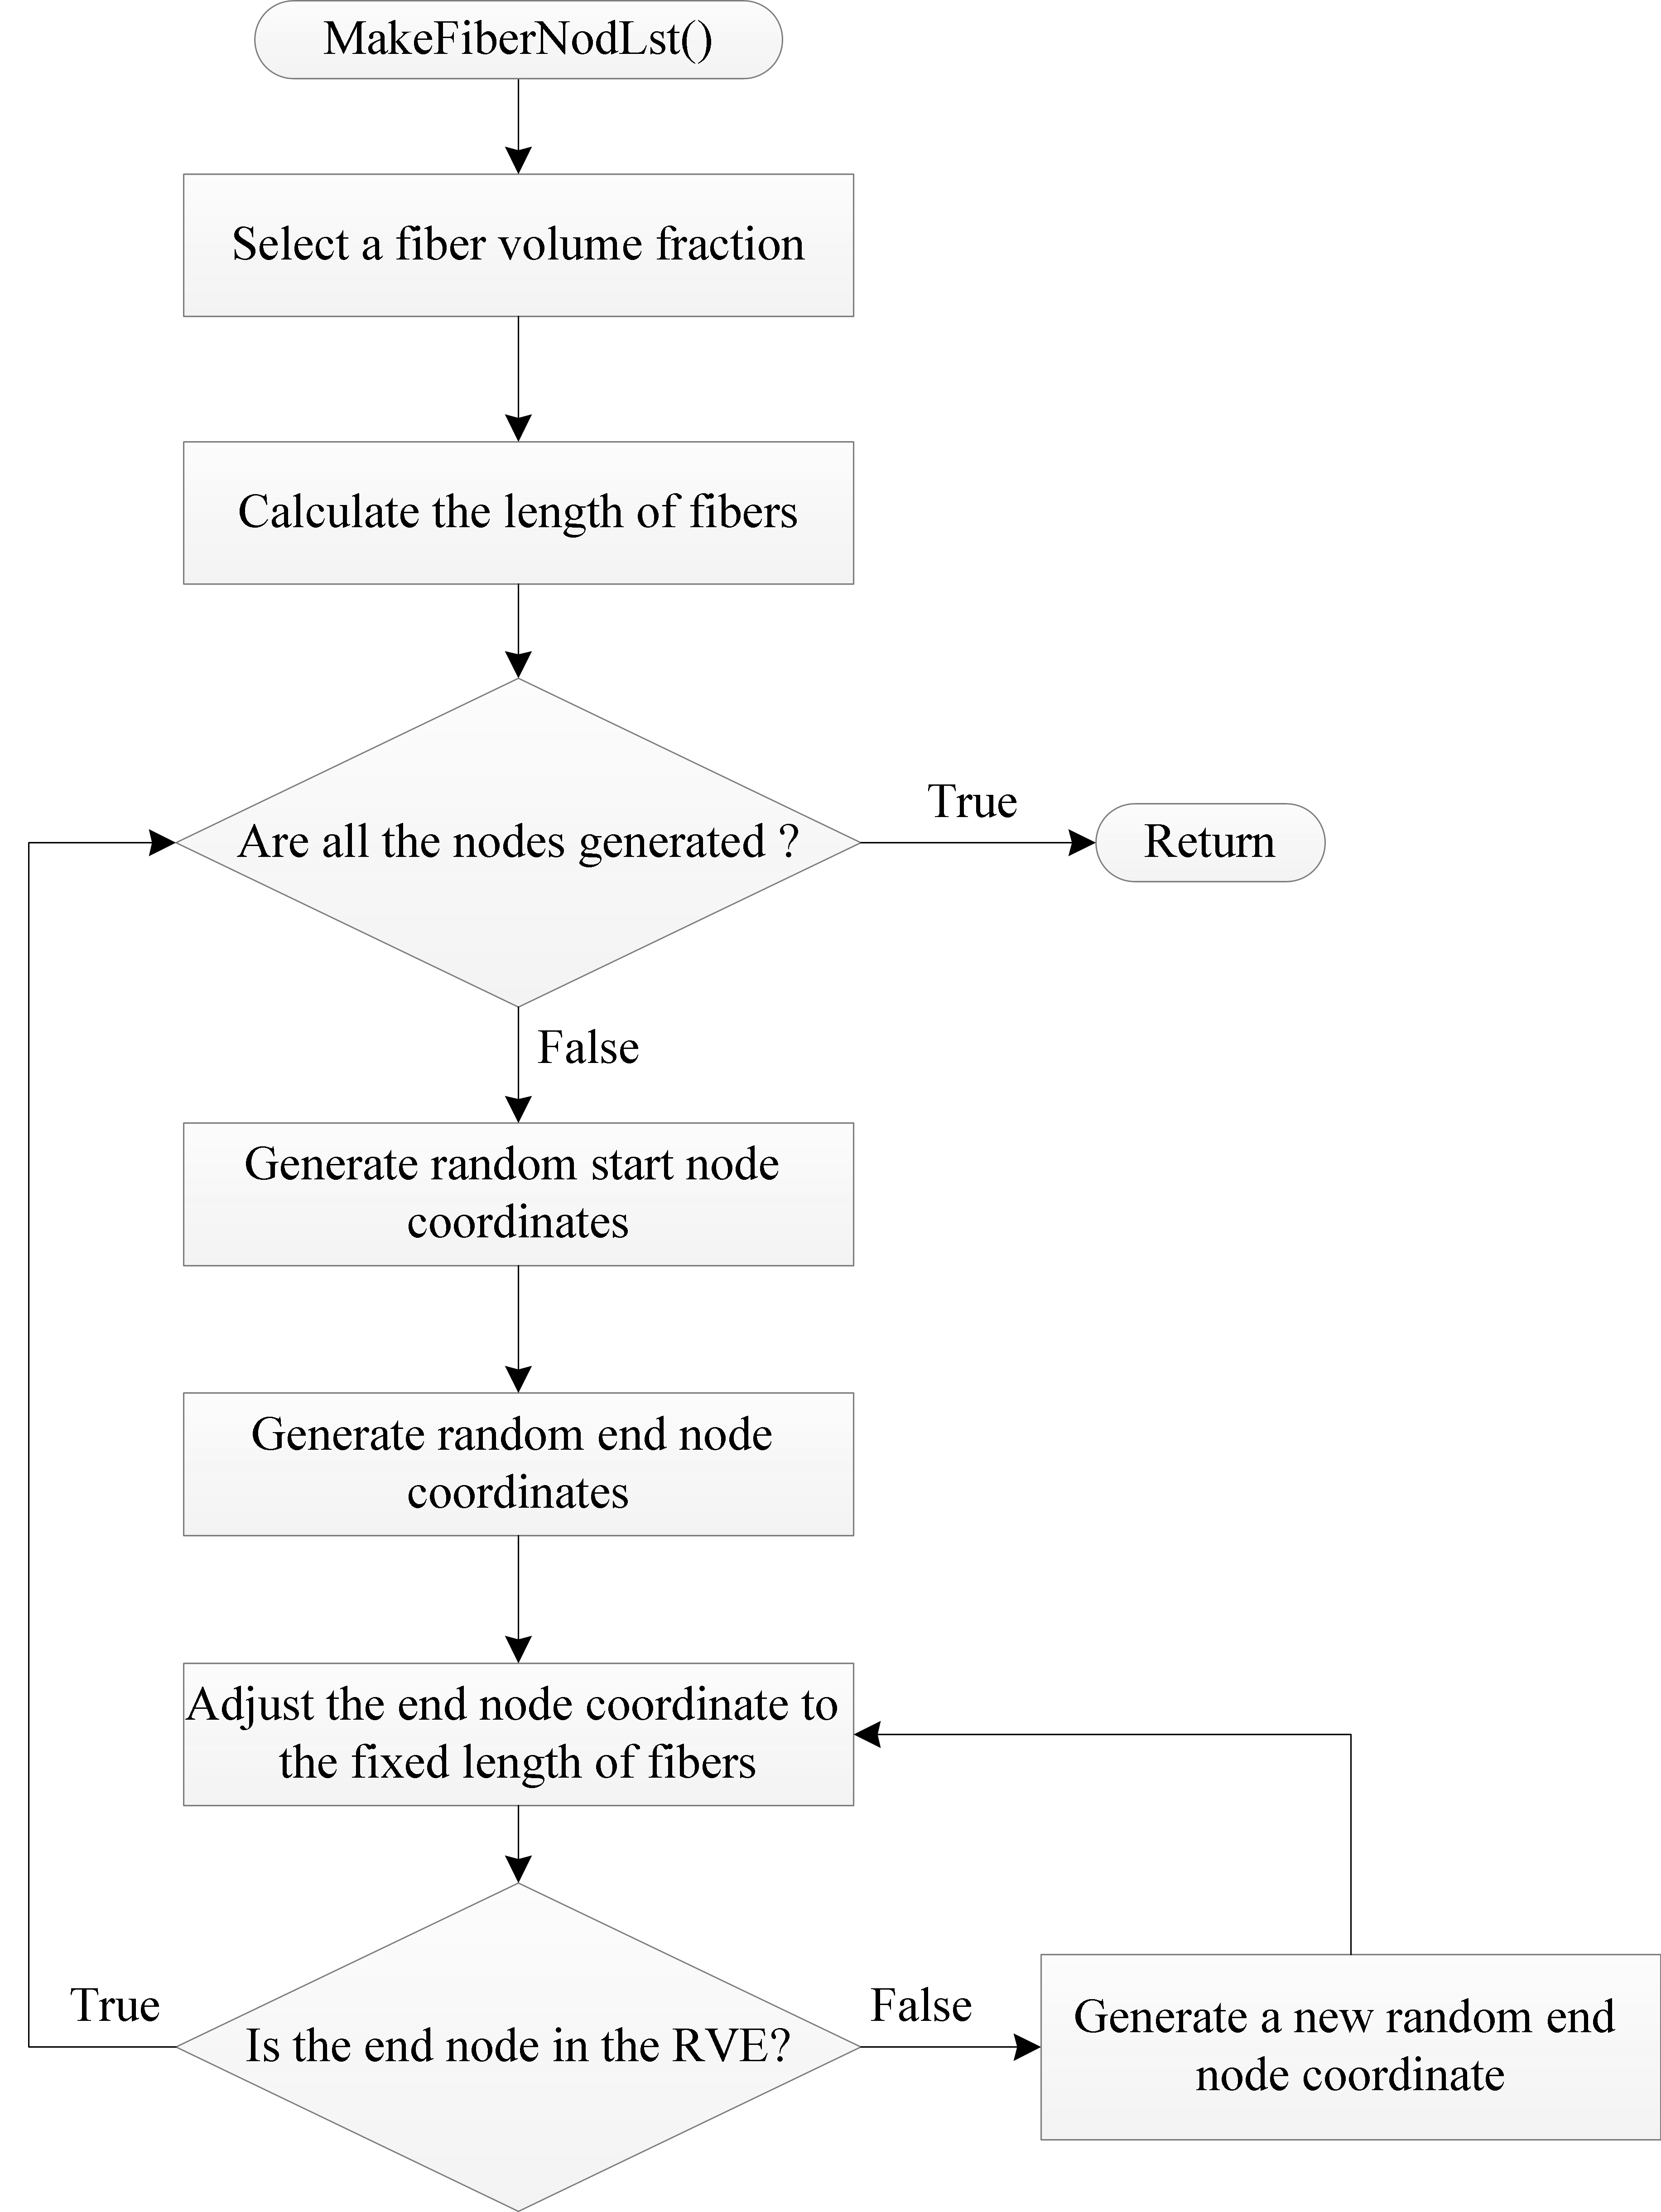 MakeFiberNodLst()
Select a fiber volume fraction
Calculate the length of fibers
Are all the nodes generated ?
True
Return
False
Generate random start node
coordinates
Generate random end node
coordinates
Adjust the end node coordinate to
the fixed length of fibers
Is the end node in the RVE?
True
False
Generate a new random end
node coordinate